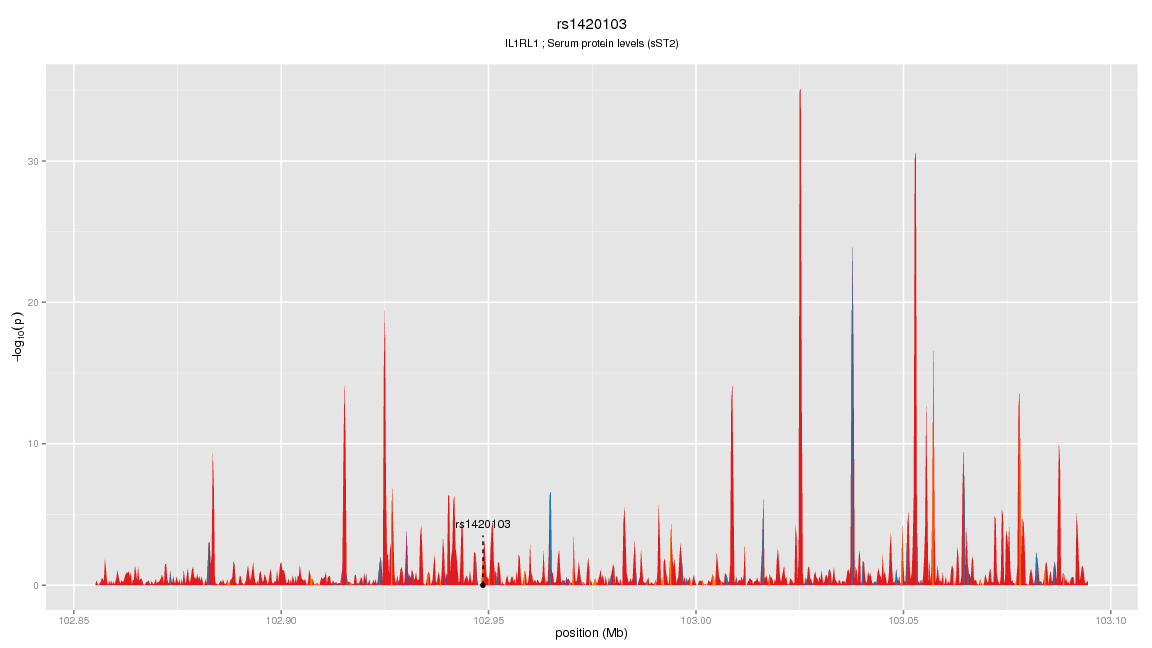 rs1420103
IL1RL1 ; Serum protein levels (sST2)
−log10(p)
30
20
10
0
rs1420103
102.85 102.90 102.95 103.00 103.05 103.10
position (Mb)